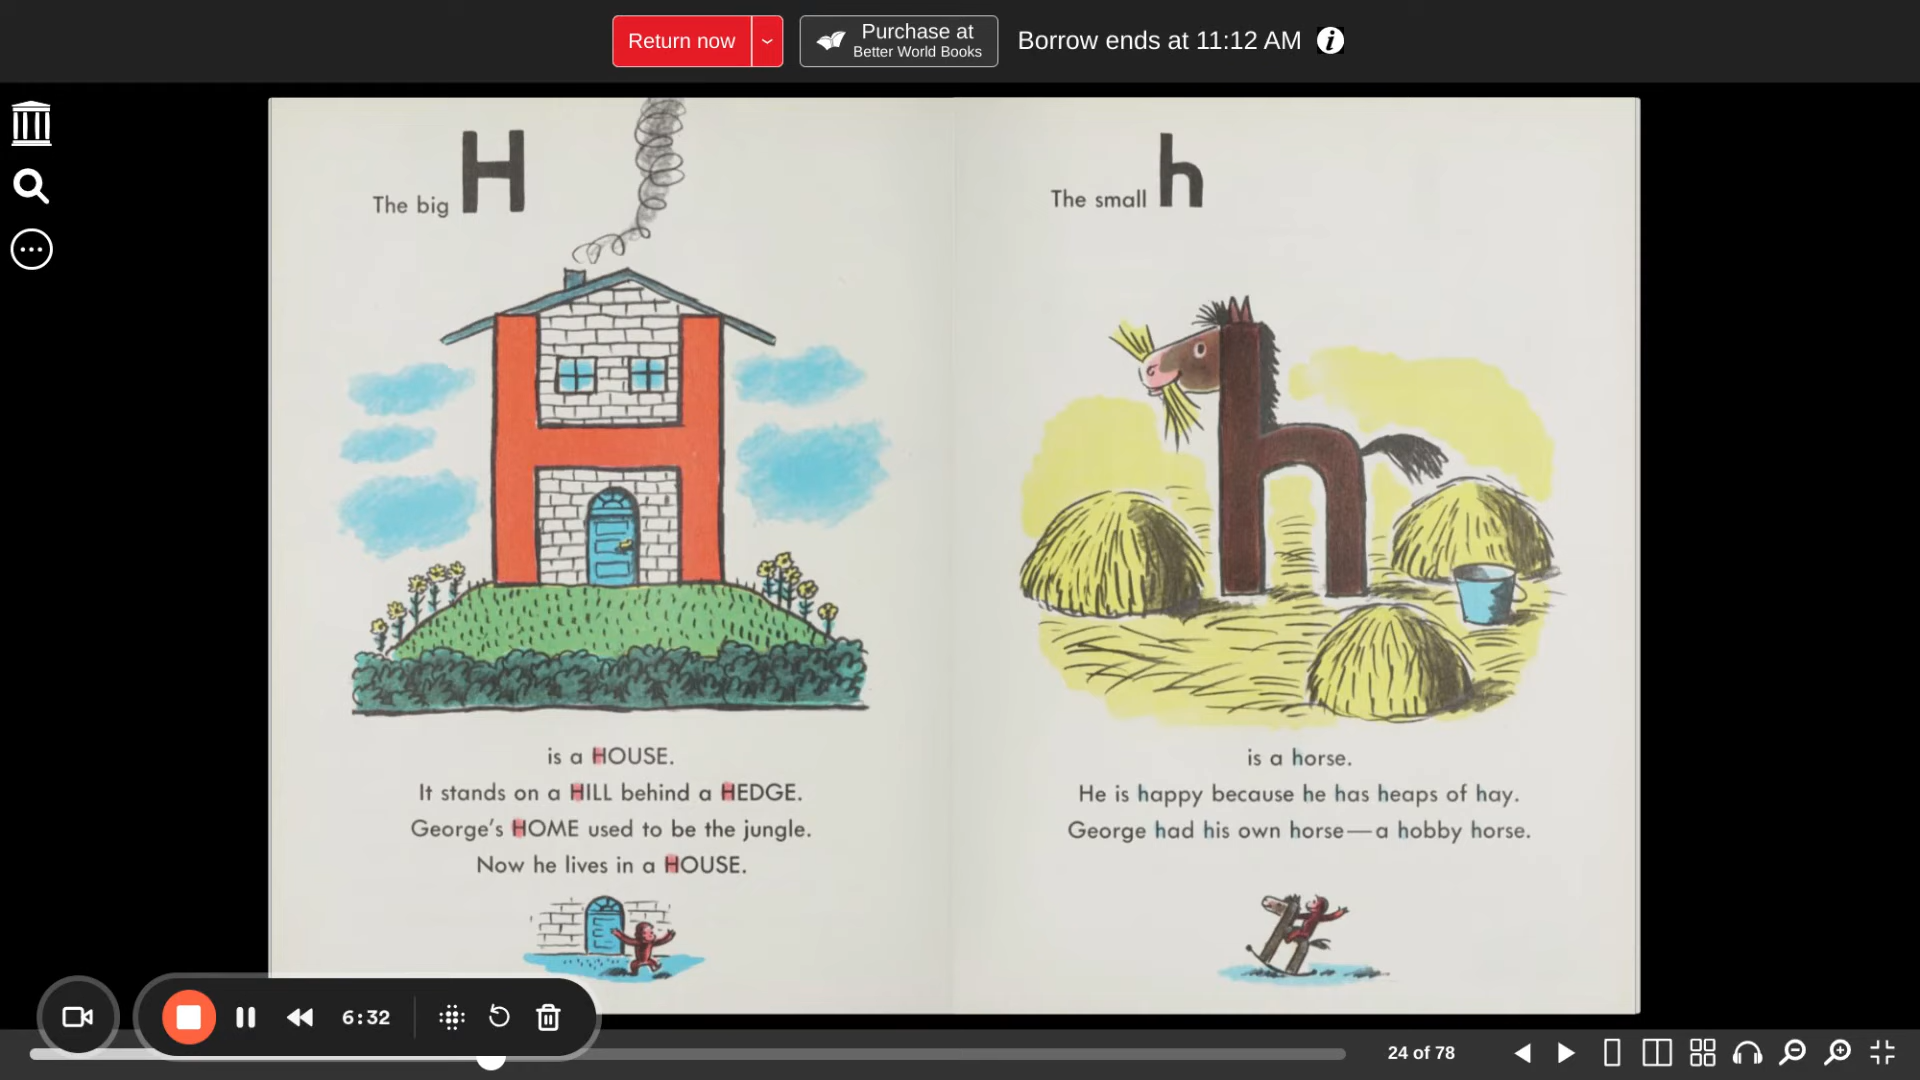 Return now
Purchase at
Better World Books
Borrow ends at 11:12 AM
The big H
is a HOUSE.
It stands on a HILL behind a HEDGE.
George's HOME used to be the jungle.
Now he lives in a HOUSE.
The small h
is a horse.
He is happy because he has heaps of hay.
George had his own horse—a hobby horse.
6:32
24 of 78